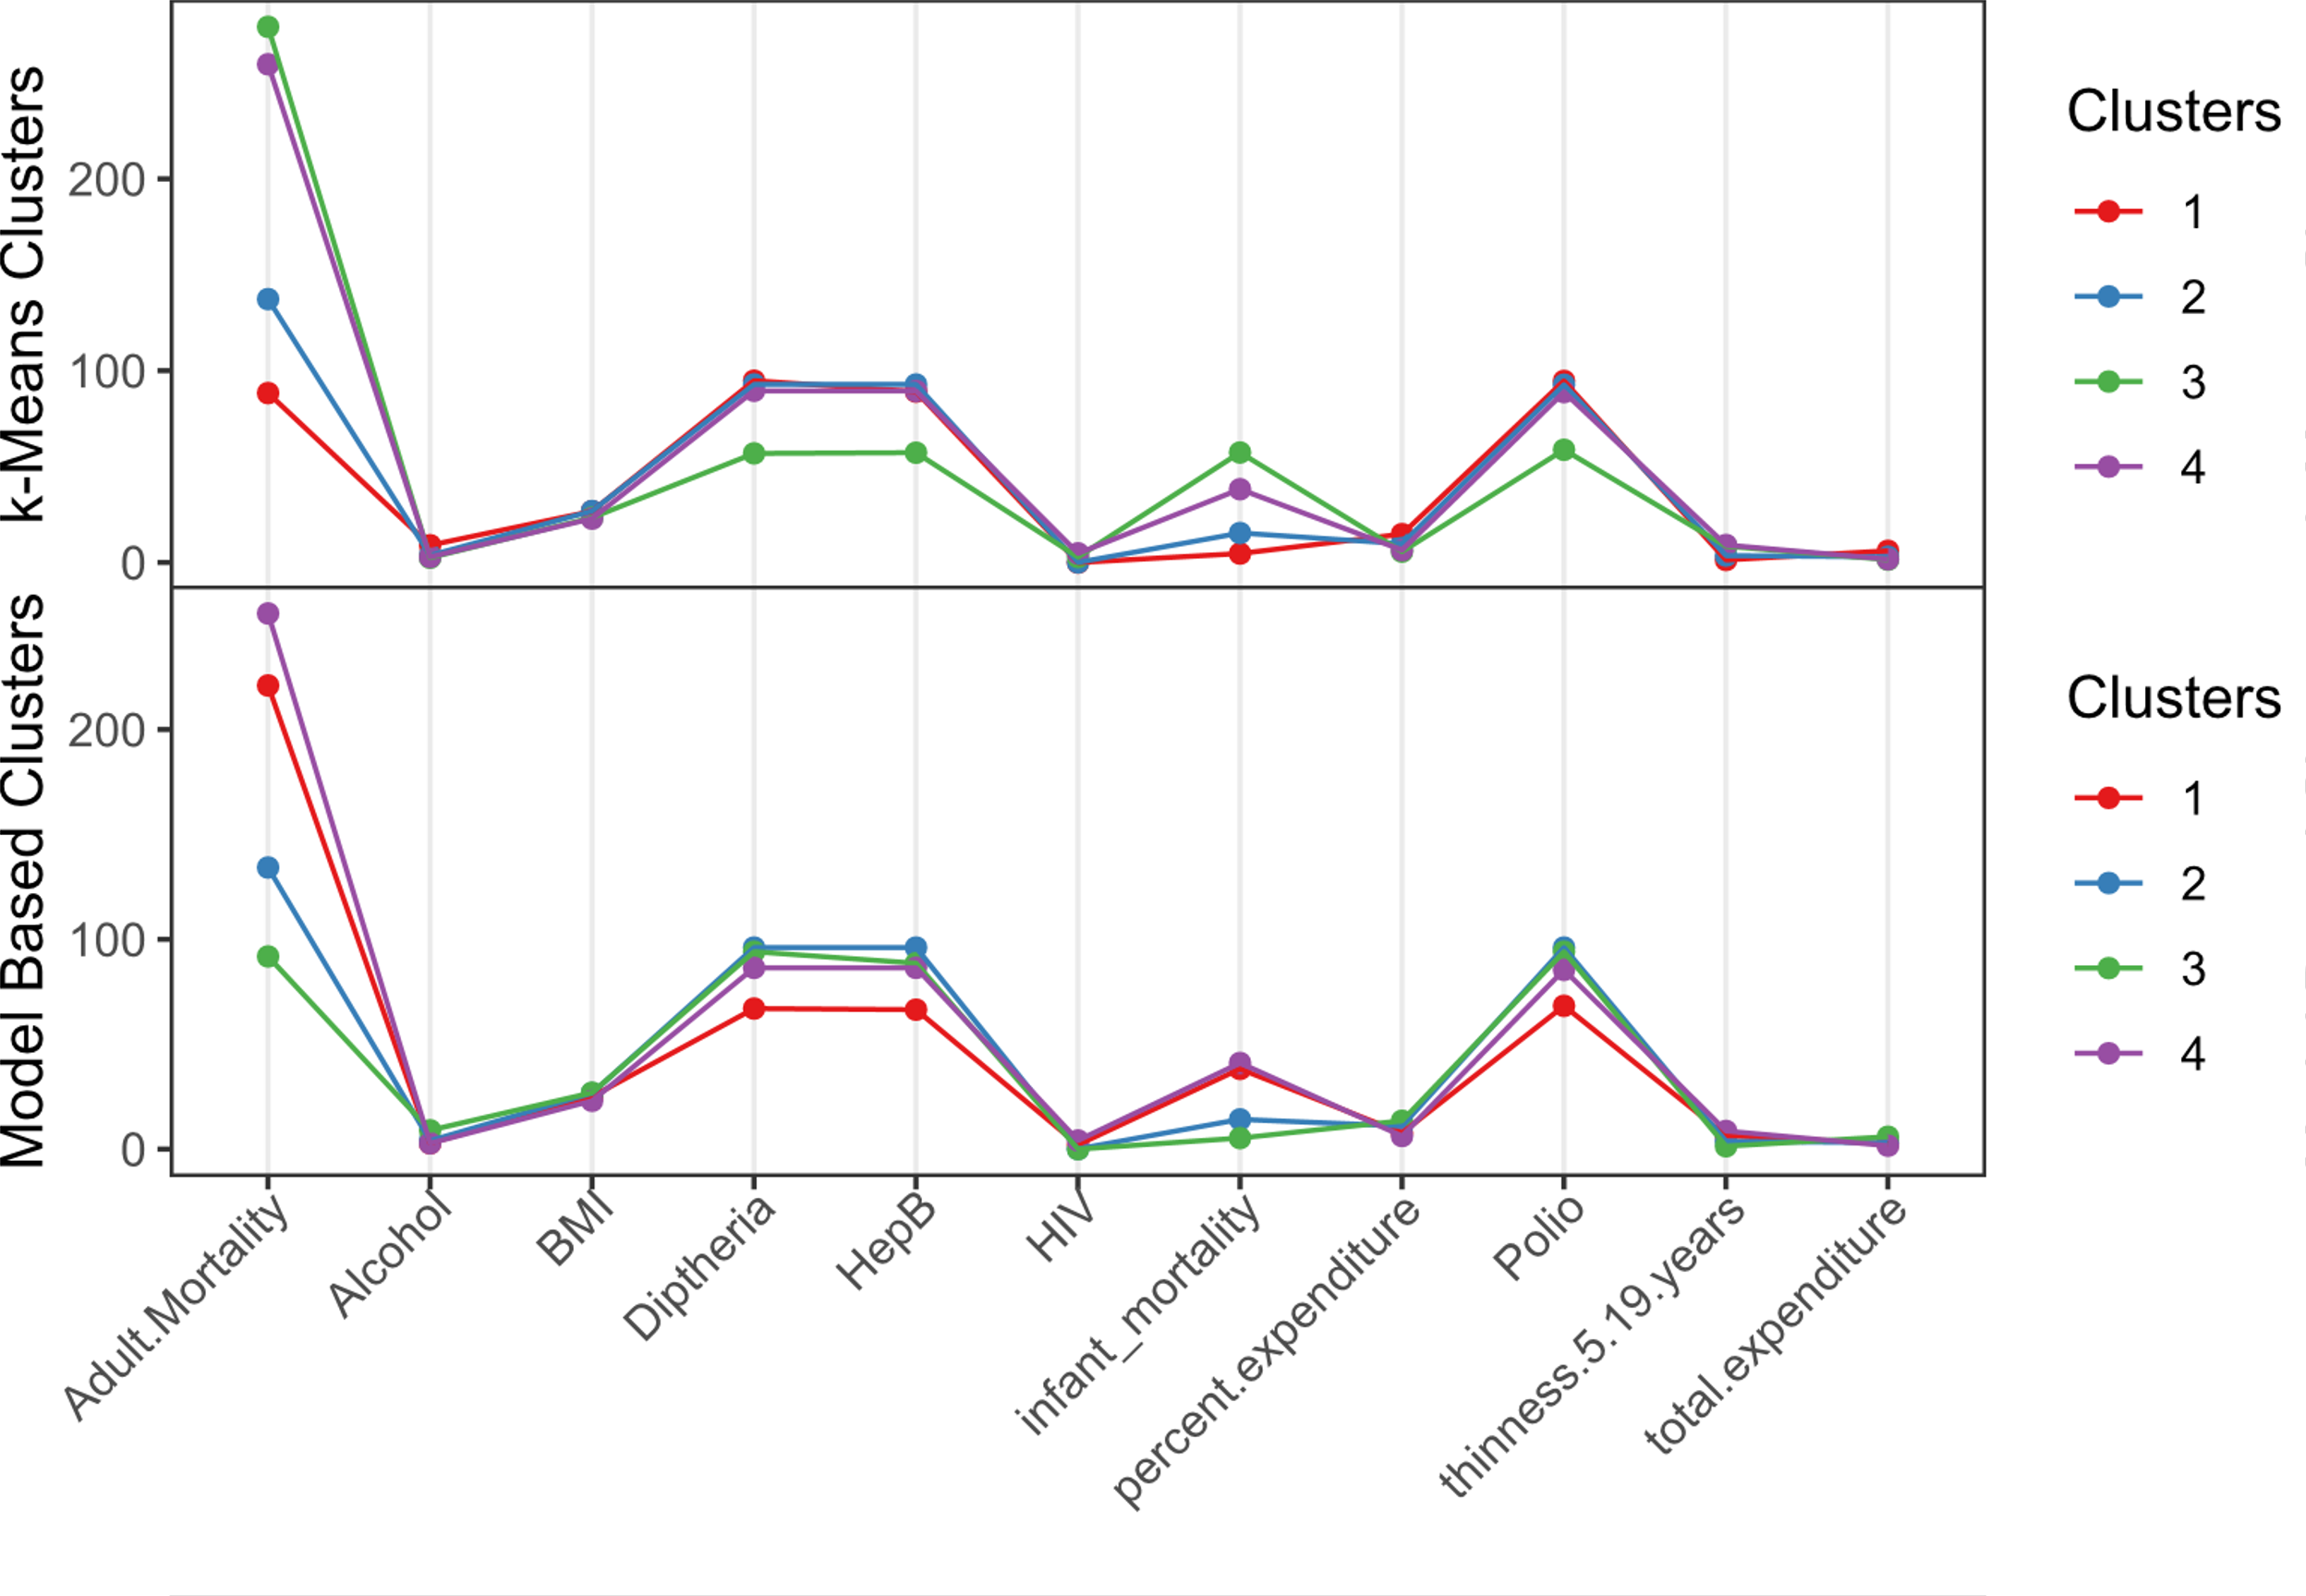 k-Means Clusters
200
100
0
Clusters
1
2
3
4
Model Based Clusters
200
100
0
Clusters
1
2
3
4
Adult.Mortality
Alcohol
BMI
Diptheria
HepB
HIV
infant_mortality
percent.expenditure
Polio
thinness.5.19.years
total.expenditure